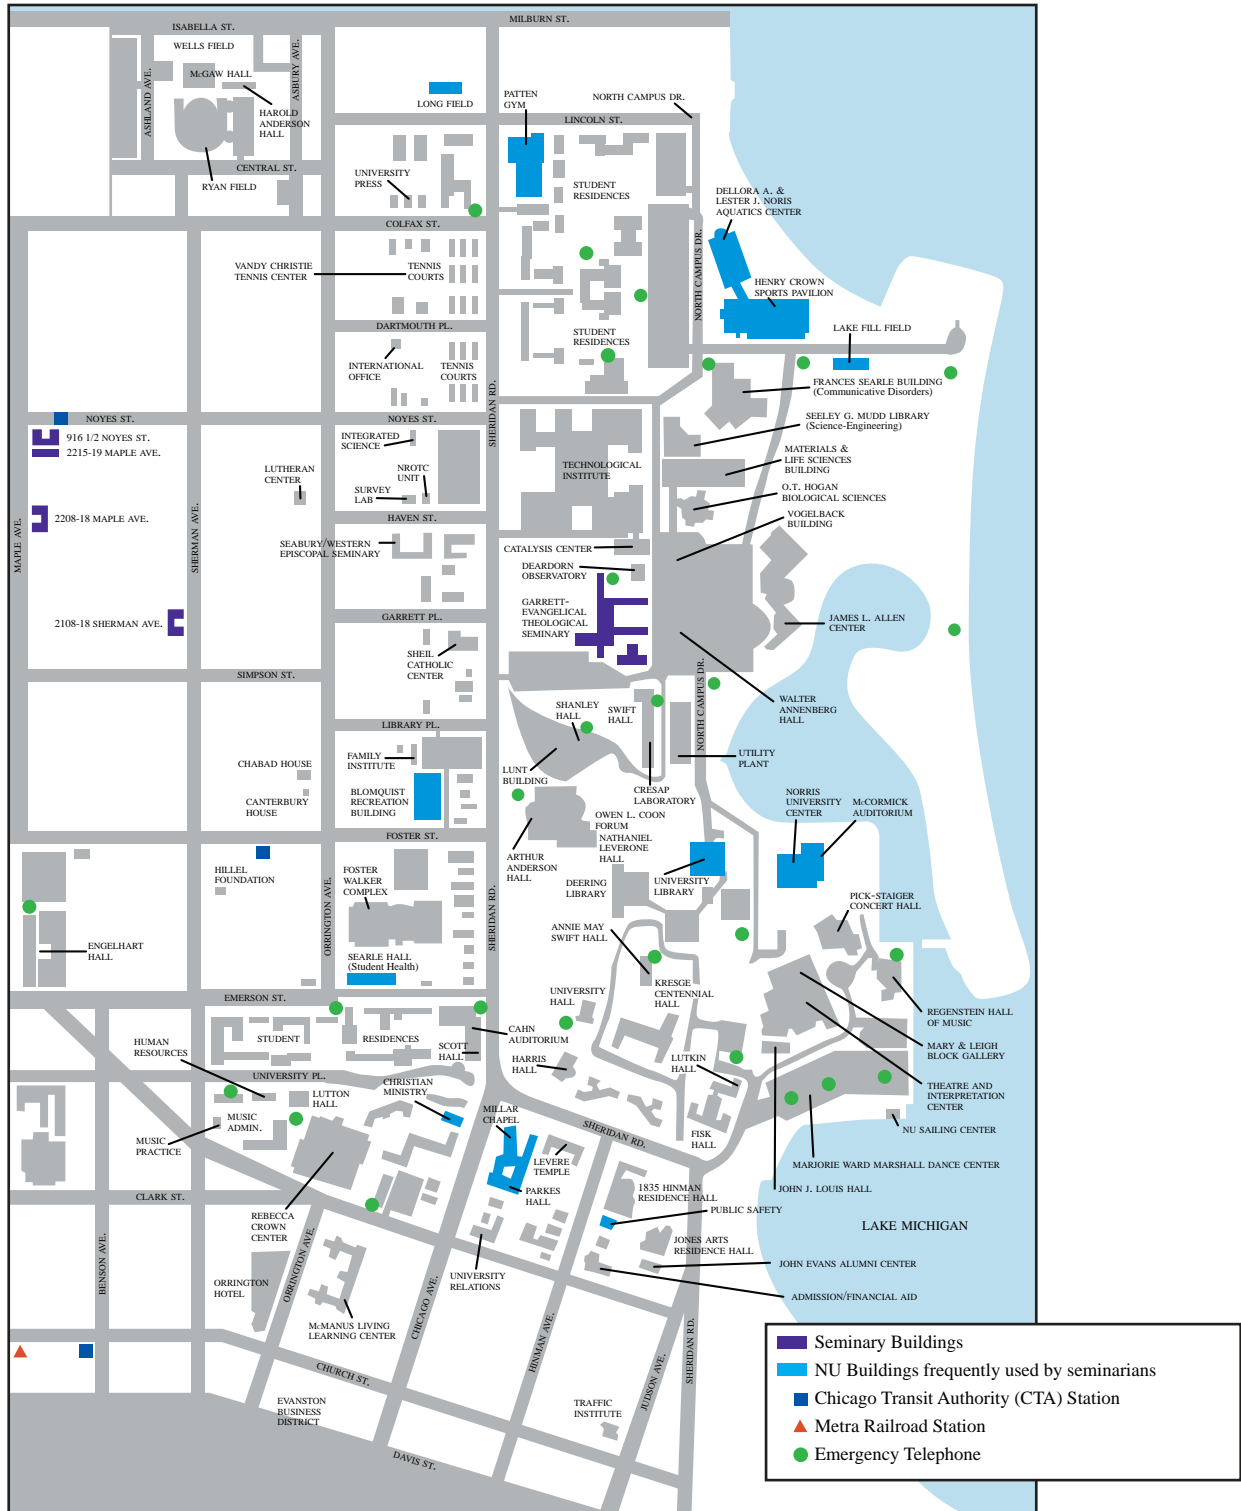 MILBURN ST.
ISABELLA ST.
WELLS FIELD
McGAW HALL
ASHLAND AVE.
ASBURY AVE.
HAROLD
ANDERSON
HALL
CENTRAL ST.
RYAN FIELD
LONG FIELD
PATTEN
GYM
NORTH CAMPUS DR.
LINCOLN ST.
UNIVERSITY
PRESS
STUDENT
RESIDENCES
DELLORA A. &
LESTER J. NORIS
AQUATICS CENTER
COLFAX ST.
NORTH CAMPUS DR.
VANDY CHRISTIE
TENNIS CENTER
TENNIS
COURTS
HENRY CROWN
SPORTS PAVILION
DARTMOUTH PL.
STUDENT
RESIDENCES
LAKE FILL FIELD
INTERNATIONAL
OFFICE
TENNIS
COURTS
SHERIDAN RD.
FRANCES SEARLE BUILDING
(Communicative Disorders)
NOYES ST.
NOYES ST.
SEELEY G. MUDD LIBRARY
(Science-Engineering)
916 1/2 NOYES ST.
2215-19 MAPLE AVE.
INTEGRATED
SCIENCE
MATERIALS &
LIFE SCIENCES
BUILDING
LUTHERAN
CENTER
NROTC
UNIT
SURVEY
LAB
TECHNOLOGICAL
INSTITUTE
O.T. HOGAN
BIOLOGICAL SCIENCES
2208-18 MAPLE AVE.
HAVEN ST.
VOGELBACK
BUILDING
MAPLE AVE.
SHERMAN AVE.
SEABURY/WESTERN
EPISCOPAL SEMINARY
CATALYSIS CENTER
DEARDORN
OBSERVATORY
GARRETT-
EVANGELICAL
THEOLOGICAL
SEMINARY
2108-18 SHERMAN AVE.
GARRETT PL.
JAMES L. ALLEN
CENTER
SHEIL
CATHOLIC
CENTER
SIMPSON ST.
NORTH CAMPUS DR.
SHANLEY
HALL
SWIFT
HALL
WALTER
ANNENBERG
HALL
LIBRARY PL.
CHABAD HOUSE
FAMILY
INSTITUTE
LUNT
BUILDING
UTILITY
PLANT
CANTERBURY
HOUSE
BLOMQUIST
RECREATION
BUILDING
CRESAP
LABORATORY
NORRIS
UNIVERSITY
CENTER
McCORMICK
AUDITORIUM
OWEN L. COON
FORUM
FOSTER ST.
NATHANIEL
LEVERONE
HALL
ARTHUR
ANDERSON
HALL
HILLEL
FOUNDATION
FOSTER
WALKER
COMPLEX
DEERING
LIBRARY
UNIVERSITY
LIBRARY
ORRINGTON AVE.
SHERIDAN RD.
PICK-STAIGER
CONCERT HALL
ENGELHART
HALL
ANNIE MAY
SWIFT HALL
SEARLE HALL
(Student Health)
KRESGE
CENTENNIAL
HALL
EMERSON ST.
UNIVERSITY
HALL
REGENSTEIN HALL
OF MUSIC
HUMAN
RESOURCES
STUDENT
RESIDENCES
CAHN
AUDITORIUM
SCOTT
HALL
HARRIS
HALL
LUTKIN
HALL
MARY & LEIGH
BLOCK GALLERY
UNIVERSITY PL.
CHRISTIAN
MINISTRY
LUTTON
HALL
MILLAR
CHAPEL
THEATRE AND
INTERPRETATION
CENTER
MUSIC
ADMIN.
MUSIC
PRACTICE
SHERIDAN RD.
FISK
HALL
NU SAILING CENTER
LEVERE
TEMPLE
MARJORIE WARD MARSHALL DANCE CENTER
CLARK ST.
PARKES
HALL
1835 HINMAN
RESIDENCE HALL
JOHN J. LOUIS HALL
PUBLIC SAFETY
REBECCA
CROWN
CENTER
LAKE MICHIGAN
BENSON AVE.
ORRINGTON AVE.
JONES ARTS
RESIDENCE HALL
ORRINGTON
HOTEL
UNIVERSITY
RELATIONS
JOHN EVANS ALUMNI CENTER
CHICAGO AVE.
ADMISSION/FINANCIAL AID
McMANUS LIVING
LEARNING CENTER
HINMAN AVE.
SHERIDAN RD.
CHURCH ST.
JUDSON AVE.
EVANSTON
BUSINESS
DISTRICT
TRAFFIC
INSTITUTE
DAVIS ST.
Seminary Buildings
NU Buildings frequently used by seminarians
Chicago Transit Authority (CTA) Station
Metra Railroad Station
Emergency Telephone